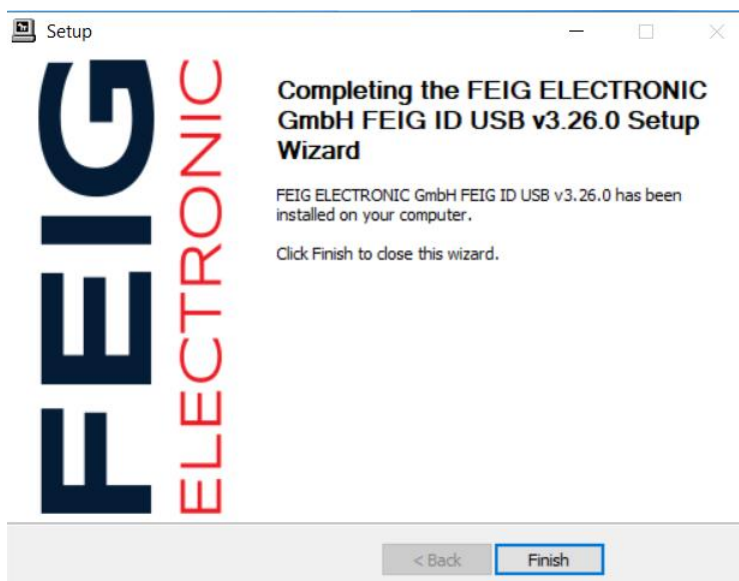 Setup
FEIG
ELECTRONIC
Completing the FEIG ELECTRONIC
GmbH FEIG ID USB v3.26.0 Setup
Wizard
FEIG ELECTRONIC GmbH FEIG ID USB v3.26.0 has been
installed on your computer.
Click Finish to close this wizard.
< Back
Finish